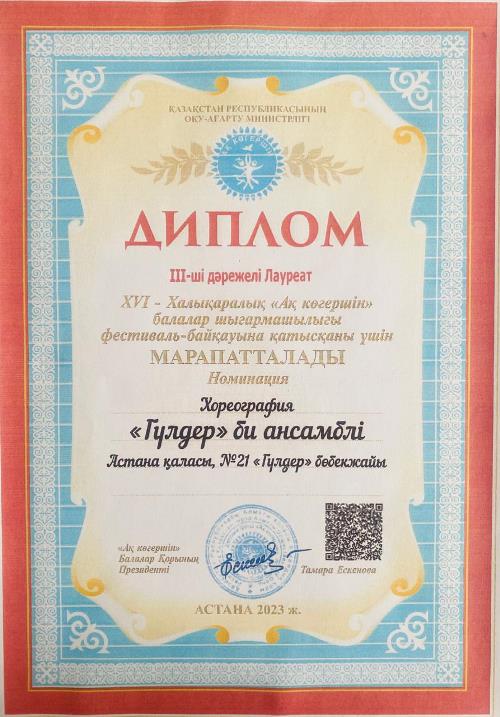 ҚАЗАҚСТАН РЕСПУБЛИКАСЫНЫҢ
ОҚУ-АҒАРТУ МИНИСТРЛІГІ
ДИПЛОМ
III-ші дәрежелі Лауреат
XVI - Халықаралық «Ақ көгершін»
балалар шығармашылығы
фестиваль-байқауына қатысқаны үшін
МАРАПАТТАЛАДЫ
Номинация
Хореография
«Гүлдер» би ансамблі
Астана қаласы, №21 «Гүлдер» бөбекжайы
«Ақ көгершін»
Балалар Қорының
Президенті
Тамара Ескенова
АСТАНА 2023 ж.